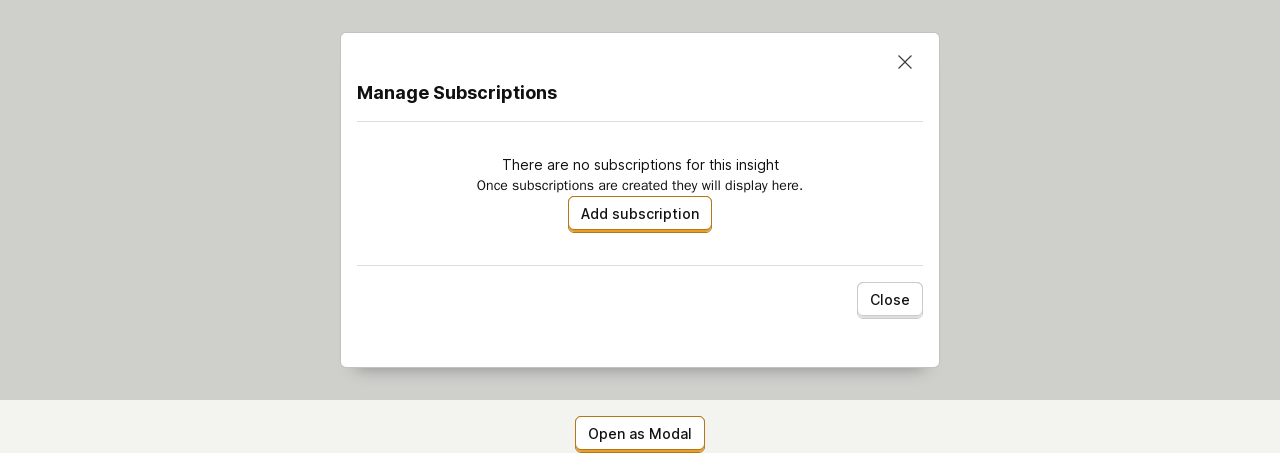 Manage Subscriptions
There are no subscriptions for this insight
Once subscriptions are created they will display here.
Add subscription
Close
Open as Modal